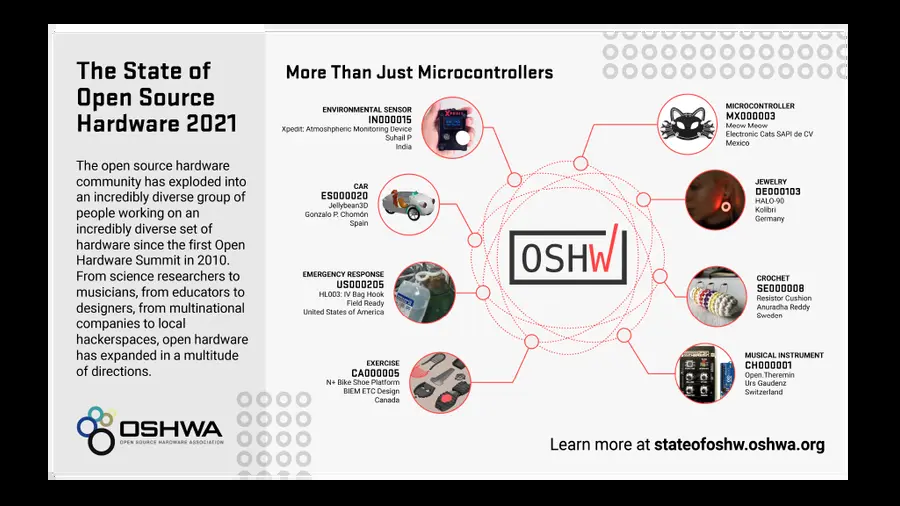 The State of
Open Source
Hardware 2021
The open source hardware
community has exploded into
an incredibly diverse group of
people working on an
incredibly diverse set of
hardware since the first Open
Hardware Summit in 2010.
From science researchers to
musicians, from educators to
designers, from multinational
companies to local
hackerspaces, open hardware
has expanded in a multitude
of directions.
OSHWA
OPEN SOURCE HARDWARE ASSOCIATION
More Than Just Microcontrollers
ENVIRONMENTAL SENSOR
IN000015
Xpedit: Atmoshpheric Monitoring Device
Suhail P
India
CAR
ES000020
Jellybean3D
Gonzalo P. Chomón
Spain
EMERGENCY RESPONSE
US000205
HL003: IV Bag Hook
Field Ready
United States of America
EXERCISE
CA000005
N+ Bike Shoe Platform
BIEM ETC Design
Canada
OSHW
MICROCONTROLLER
MX000003
Meow Meow
Electronic Cats SAPI de CV
Mexico
JEWELRY
DE000103
HALO-90
Kolibri
Germany
CROCHET
SE000008
Resistor Cushion
Anuradha Reddy
Sweden
MUSICAL INSTRUMENT
CH000001
Open.Theremin
Urs Gaudenz
Switzerland
Learn more at stateofoshw.oshwa.org